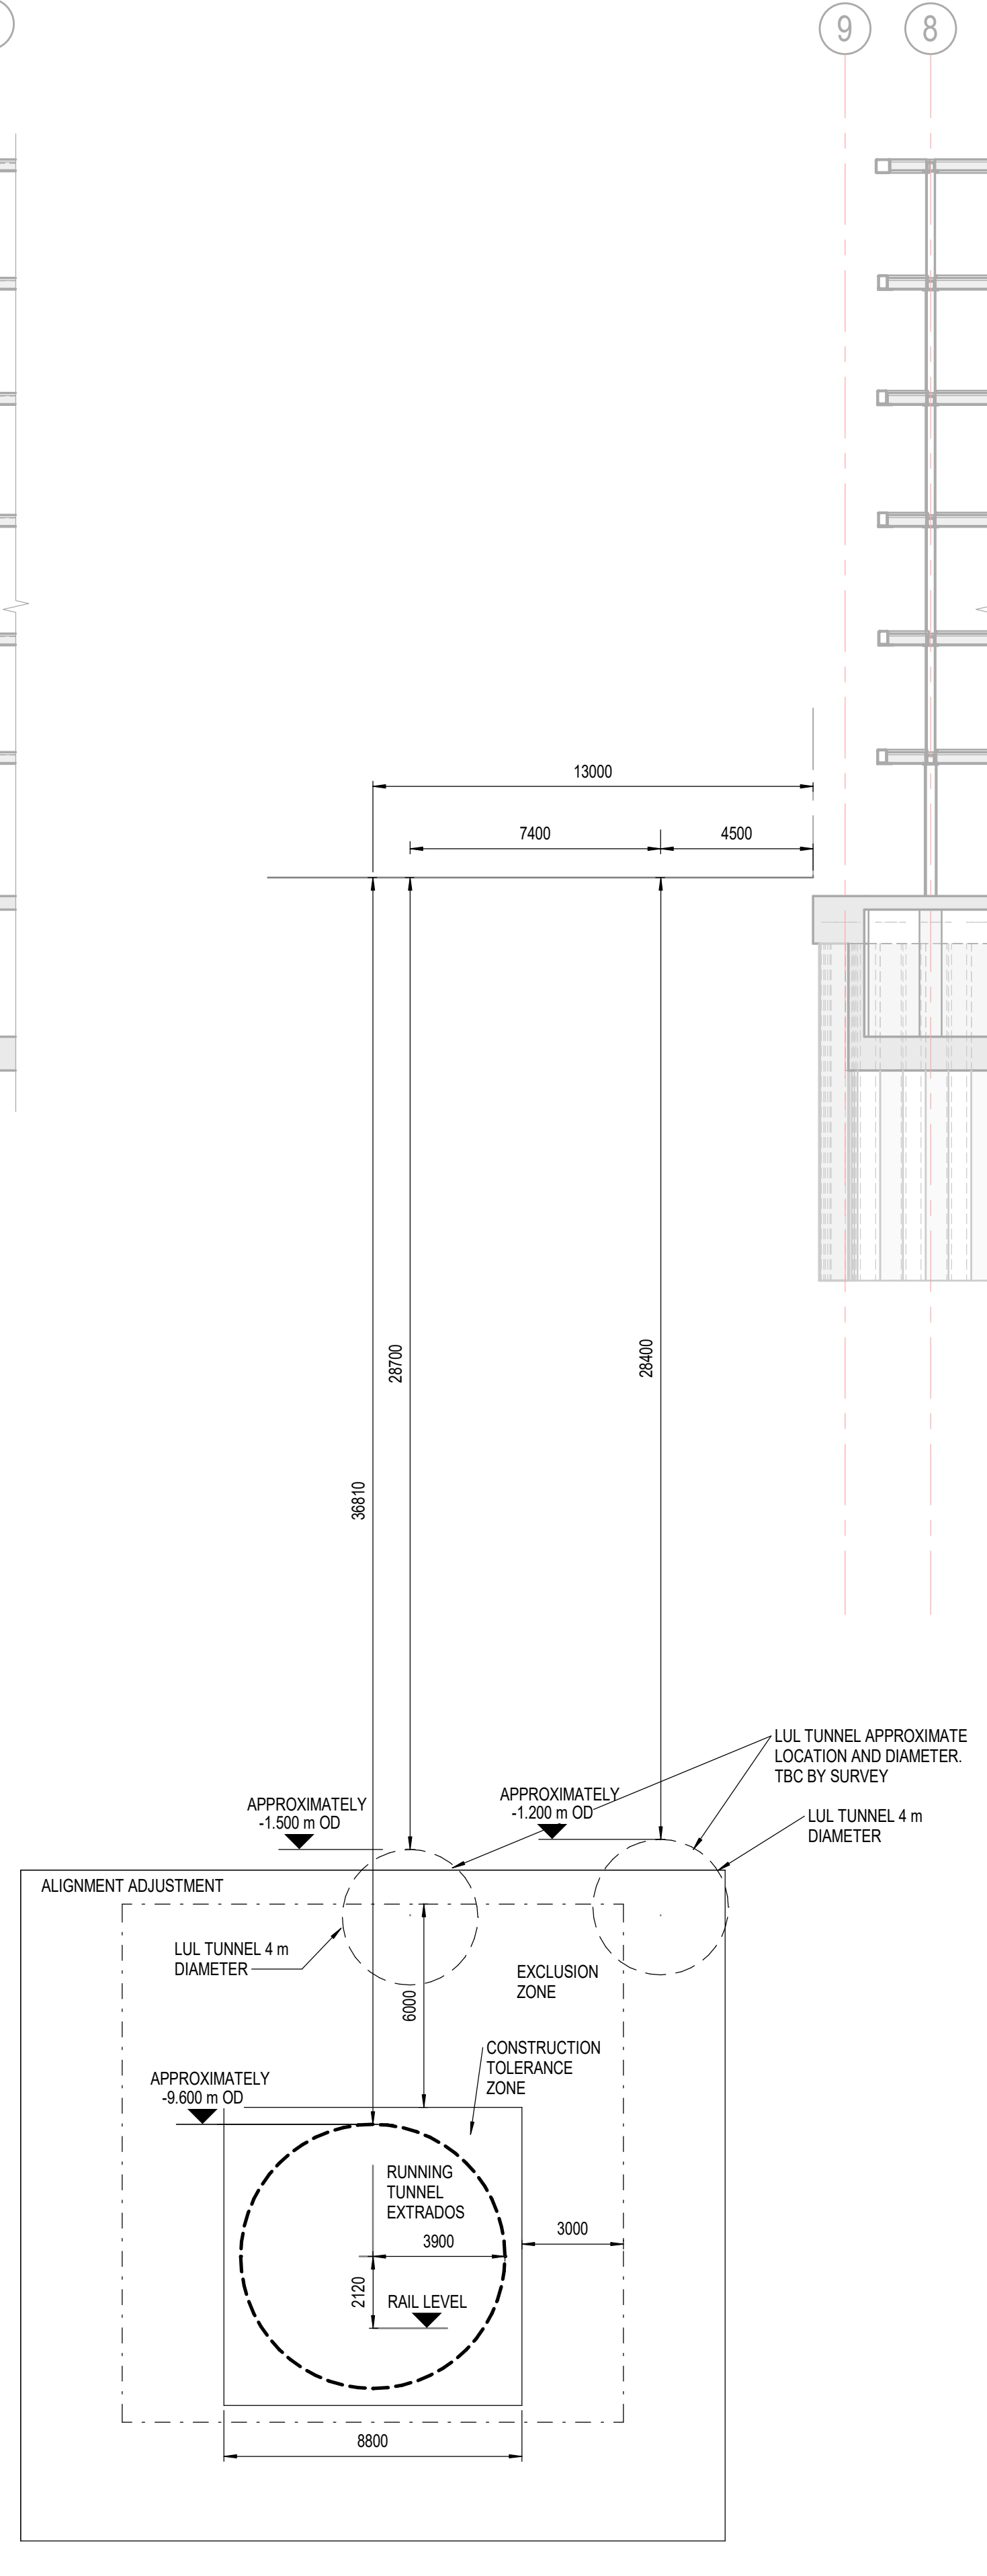 9
8
13000
7400
4500
28700
28400
36810
LUL TUNNEL APPROXIMATE
LOCATION AND DIAMETER.
TBC BY SURVEY
APPROXIMATELY
-1.500 m OD
APPROXIMATELY
-1.200 m OD
LUL TUNNEL 4 m
DIAMETER
ALIGNMENT ADJUSTMENT
LUL TUNNEL 4 m
DIAMETER
EXCLUSION
ZONE
6000
CONSTRUCTION
TOLERANCE
ZONE
APPROXIMATELY
-9.600 m OD
RUNNING
TUNNEL
EXTRADOS
3900
3000
2120
RAIL LEVEL
8800